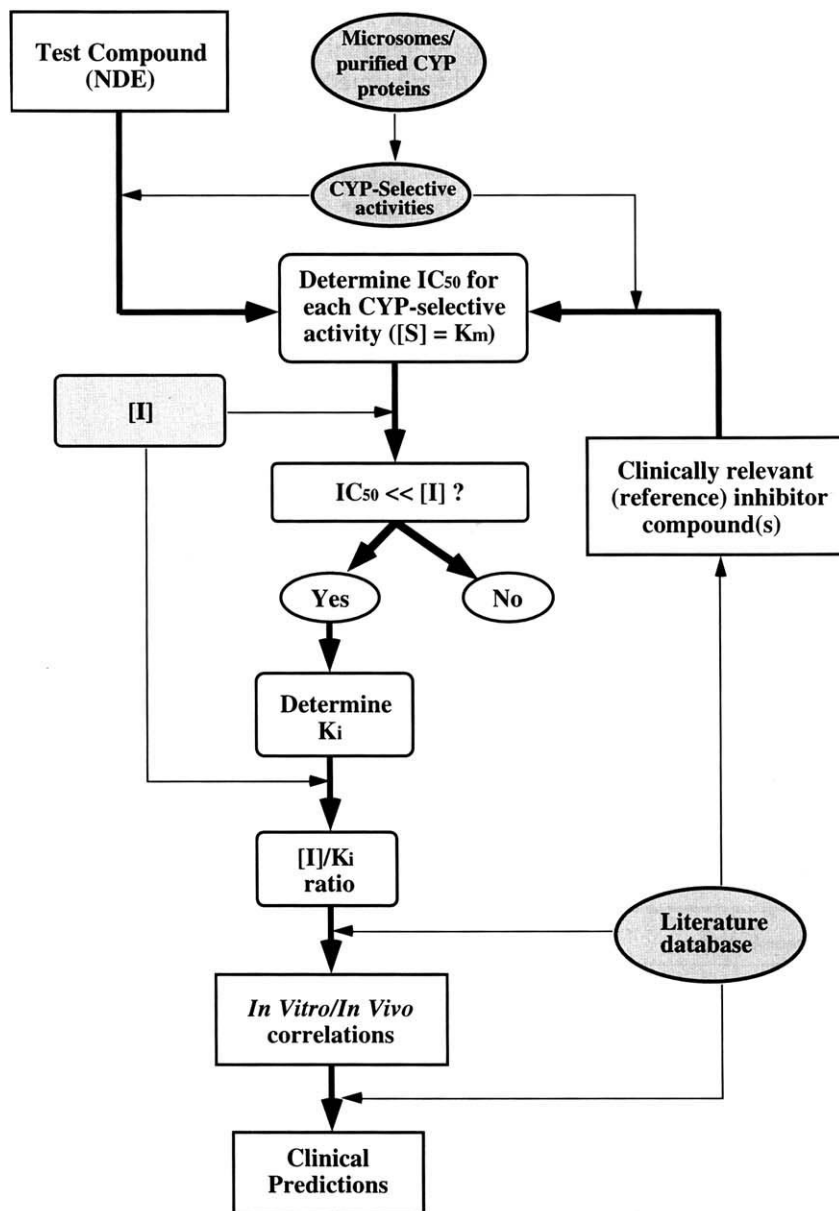 Test Compound
(NDE)
Microsomes/
purified CYP
proteins
CYP-Selective
activities
Determine IC50 for
each CYP-selective
activity ([S] = Km)
[I]
IC50 << [I] ?
Clinically relevant
(reference) inhibitor
compound(s)
Yes
No
Determine
Ki
[I]/Ki
ratio
Literature
database
In Vitro/In Vivo
correlations
Clinical
Predictions